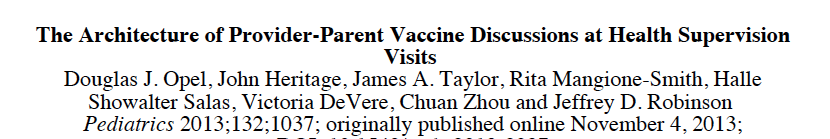 The Architecture of Provider-Parent Vaccine Discussions at Health Supervision
Visits
Douglas J. Opel, John Heritage, James A. Taylor, Rita Mangione-Smith, Halle
Showalter Salas, Victoria DeVere, Chuan Zhou and Jeffrey D. Robinson
Pediatrics 2013;132;1037; originally published online November 4, 2013;